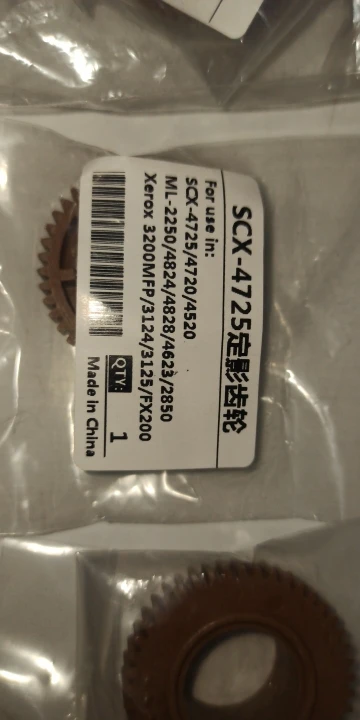 SCX-4725定影齿轮
For use in:
SCX-4725/4720/4520
ML-2250/4824/4828/4623/2850
Xerox 3200MFP/3124/3125/FX200
QTY: 1
Made in China